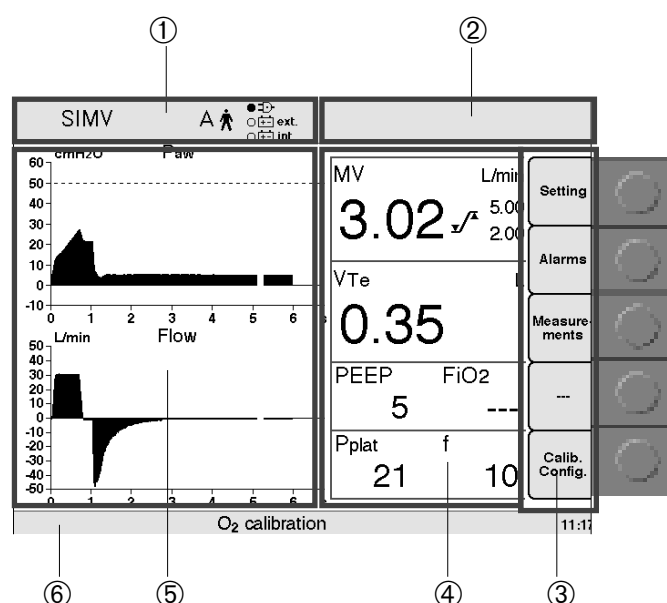 ① ②
SIMV A ext.
int
cmH2O Paw
60
50
40
30
20
10
0
-10
0 1 2 3 4 5 6
L/min Flow
50
40
30
20
10
0
-10
-20
-30
-40
-50
0 1 2 3 4 5 6
MV L/min
3.02 5.00
2.00
VTe
0.35
PEEP FiO2
5 ---
Pplat f
21 10
Setting
Alarms
Measure-
ments
---
Calib.
Config.
O2 calibration 11:17
⑥ ⑤ ④ ③